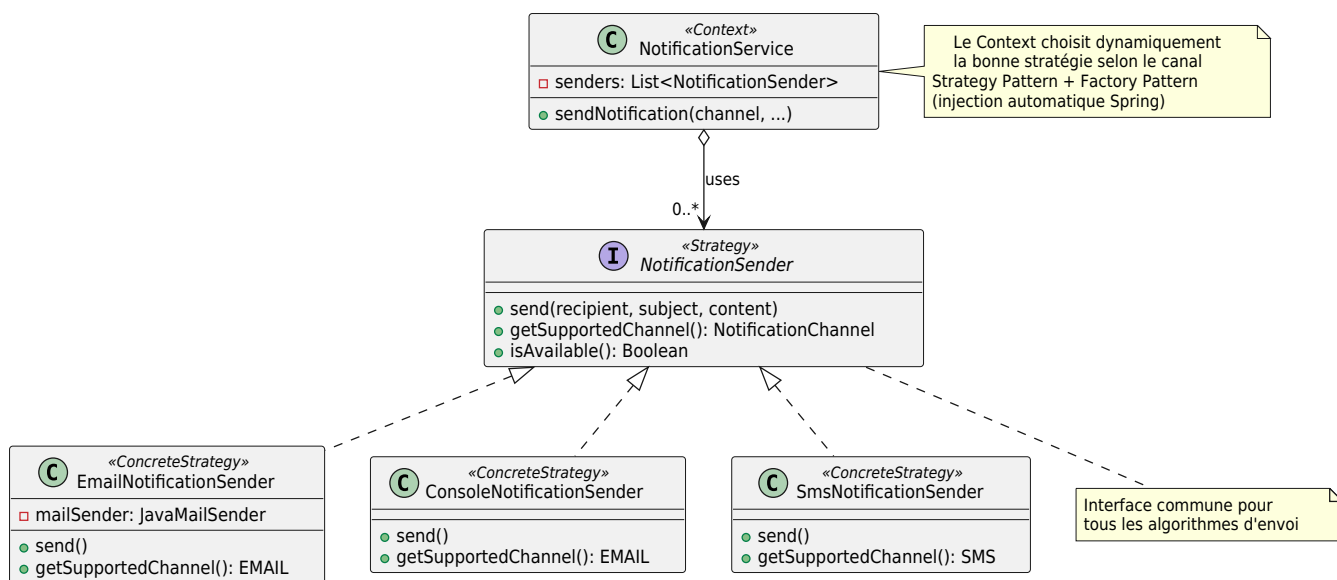 «Context»
C
NotificationService
senders: List<NotificationSender>
sendNotification(channel, ...)
Le Context choisit dynamiquement
la bonne stratégie selon le canal
Strategy Pattern + Factory Pattern
(injection automatique Spring)
uses
0..*
«Strategy»
I
NotificationSender
send(recipient, subject, content)
getSupportedChannel(): NotificationChannel
isAvailable(): Boolean
«ConcreteStrategy»
C
EmailNotificationSender
mailSender: JavaMailSender
send()
getSupportedChannel(): EMAIL
«ConcreteStrategy»
C
ConsoleNotificationSender
send()
getSupportedChannel(): EMAIL
«ConcreteStrategy»
C
SmsNotificationSender
send()
getSupportedChannel(): SMS
Interface commune pour
tous les algorithmes d'envoi